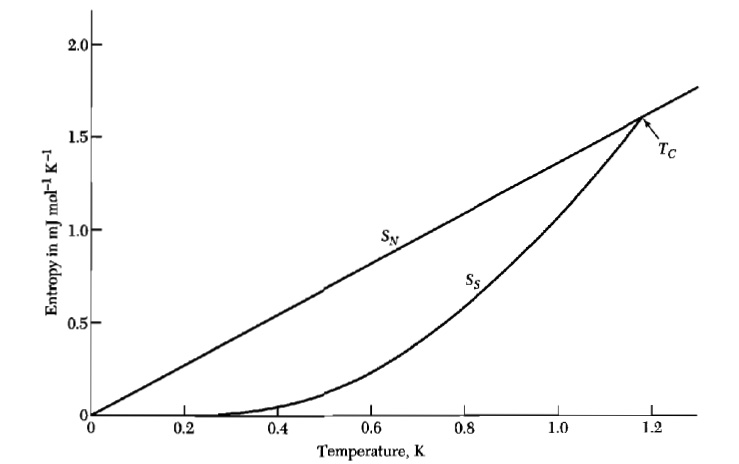 2.0
1.5
T_C
Entropy in mJ mol⁻¹ K⁻¹
S_N
1.0
S_S
0.5
0
0 0.2 0.4 0.6 0.8 1.0 1.2
Temperature, K